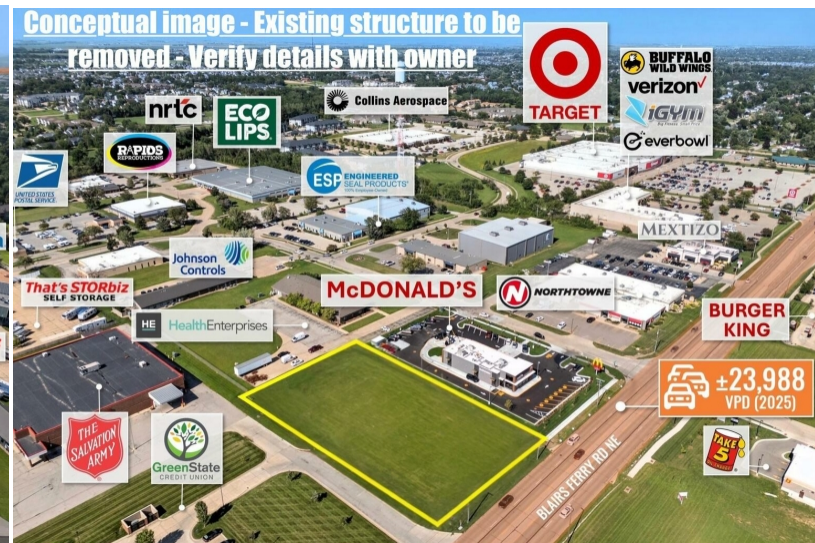 Conceptual image - Existing structure to be
removed - Verify details with owner
TARGET
BUFFALO
WILD WINGS
verizon
iGYM
everbowl
nrtc
ECO
LIPS
Collins Aerospace
RAPIDS
REPRODUCTIONS
UNITED STATES
POSTAL SERVICE
ESP ENGINEERED
SEAL PRODUCTS
MEXTIZO
Johnson
Controls
That's STORbiz
SELF STORAGE
McDONALD'S
N NORTHTOWNE
BURGER
KING
HE HealthEnterprises
±23,988
VPD (2025)
THE
SALVATION
ARMY
GreenState
CREDIT UNION
TAKE
5
BLAIRS FERRY RD NE